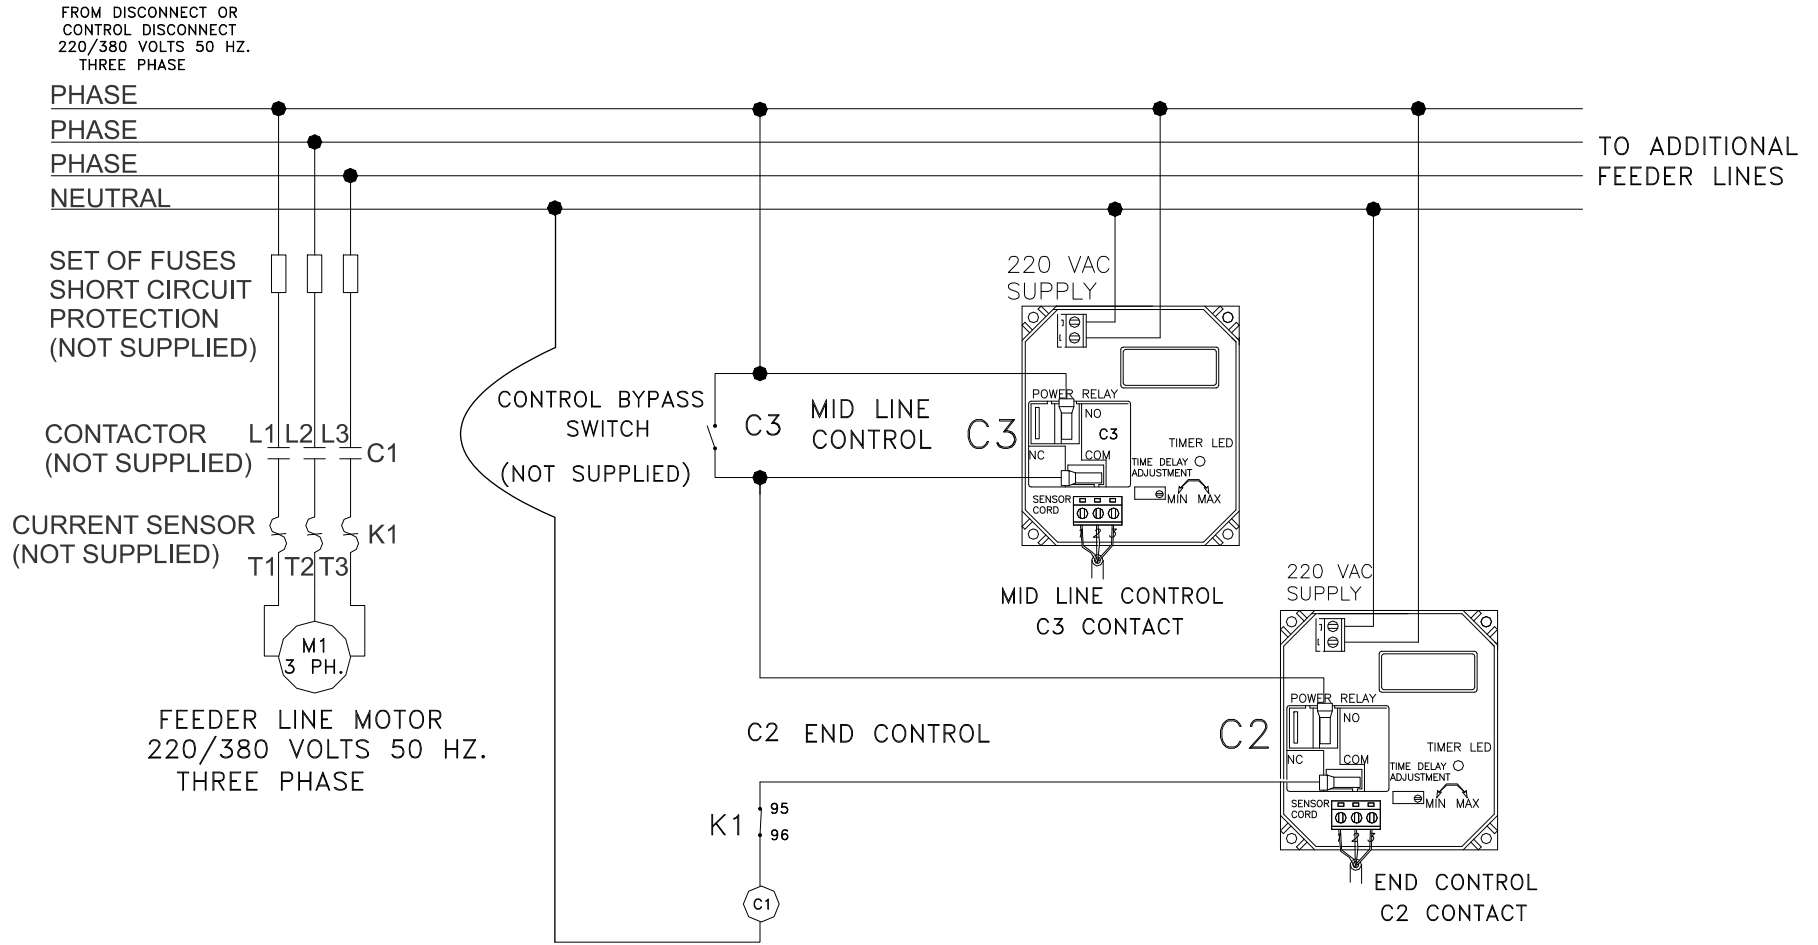 FROM DISCONNECT OR
CONTROL DISCONNECT
220/380 VOLTS 50 HZ.
THREE PHASE
PHASE
PHASE
PHASE
NEUTRAL
TO ADDITIONAL
FEEDER LINES
SET OF FUSES
SHORT CIRCUIT
PROTECTION
(NOT SUPPLIED)
CONTACTOR
(NOT SUPPLIED)
L1 L2 L3
C1
CURRENT SENSOR
(NOT SUPPLIED)
K1
T1 T2 T3
M1
3 PH.
FEEDER LINE MOTOR
220/380 VOLTS 50 HZ.
THREE PHASE
CONTROL BYPASS
SWITCH
(NOT SUPPLIED)
C3
MID LINE
CONTROL
C3
220 VAC
SUPPLY
POWER RELAY
NO
C3
NC
COM
TIMER LED
TIME DELAY
ADJUSTMENT
MIN MAX
SENSOR
CORD
1 2 3
MID LINE CONTROL
C3 CONTACT
C2 END CONTROL
C2
220 VAC
SUPPLY
POWER RELAY
NO
NC
COM
TIMER LED
TIME DELAY
ADJUSTMENT
MIN MAX
SENSOR
CORD
1 2 3
END CONTROL
C2 CONTACT
K1
95
96
C1